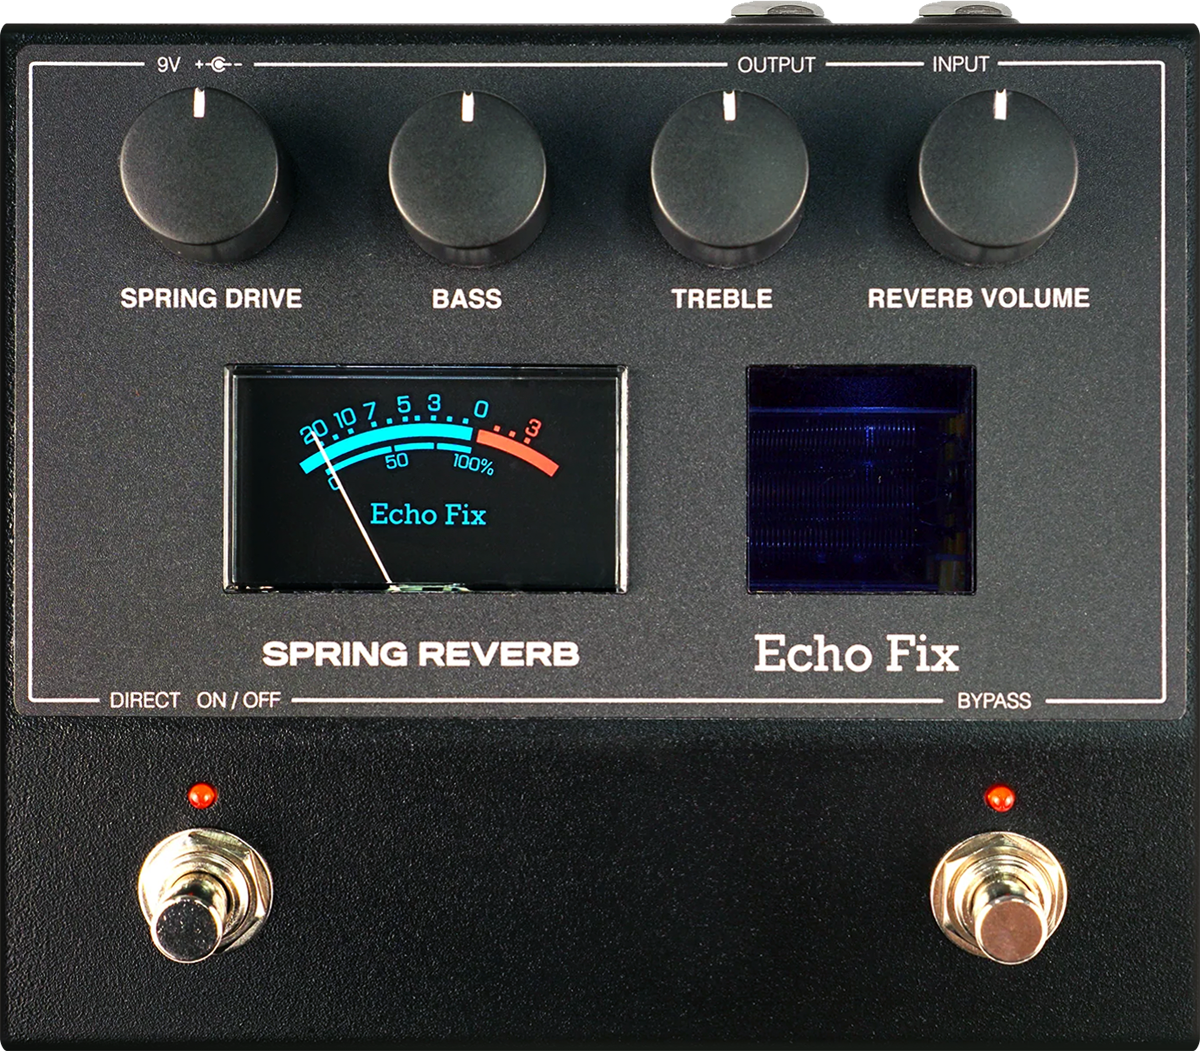 9V +-
OUTPUT
INPUT
SPRING DRIVE
BASS
TREBLE
REVERB VOLUME
20 10 7 5 3 0 3
0 50 100%
Echo Fix
SPRING REVERB
Echo Fix
DIRECT ON / OFF
BYPASS